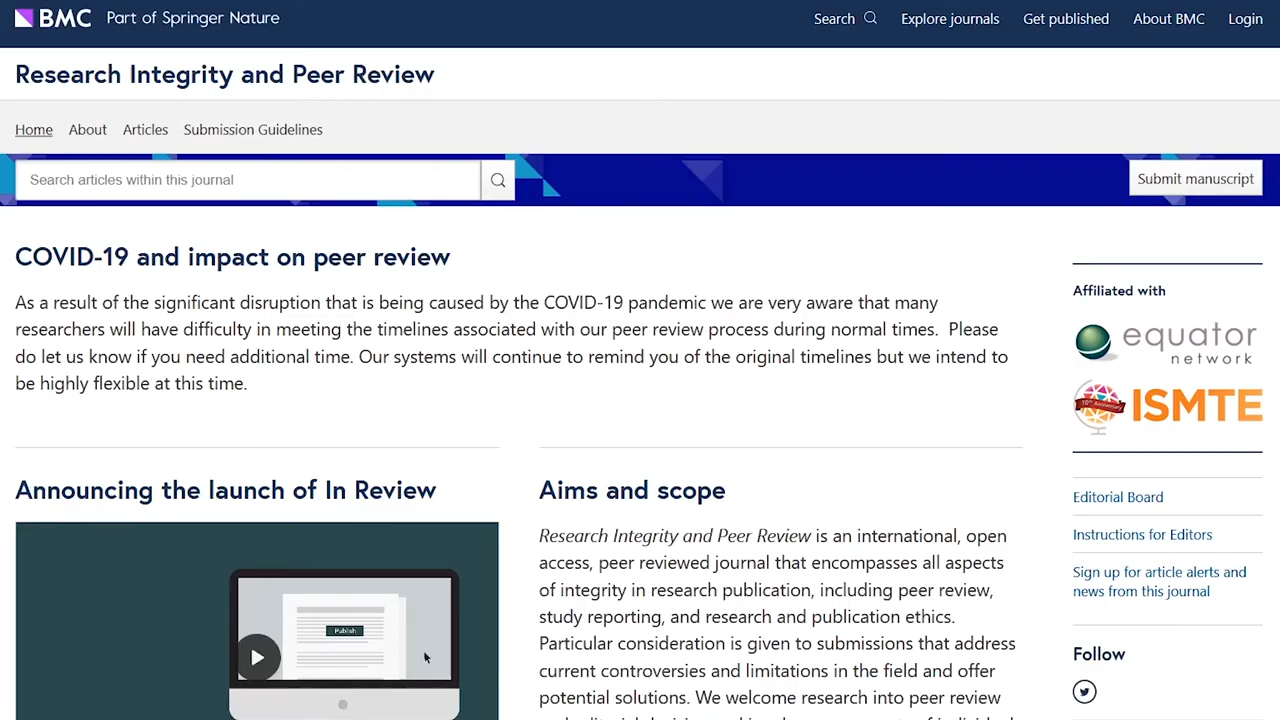 BMC Part of Springer Nature
Search Explore journals Get published About BMC Login
Research Integrity and Peer Review
Home About Articles Submission Guidelines
Search articles within this journal
Submit manuscript
COVID-19 and impact on peer review
As a result of the significant disruption that is being caused by the COVID-19 pandemic we are very aware that many
researchers will have difficulty in meeting the timelines associated with our peer review process during normal times. Please
do let us know if you need additional time. Our systems will continue to remind you of the original timelines but we intend to
be highly flexible at this time.
Announcing the launch of In Review
Publish
Aims and scope
Research Integrity and Peer Review is an international, open
access, peer reviewed journal that encompasses all aspects
of integrity in research publication, including peer review,
study reporting, and research and publication ethics.
Particular consideration is given to submissions that address
current controversies and limitations in the field and offer
potential solutions. We welcome research into peer review
Affiliated with
equator
network
10th Anniversary
ISMTE
Editorial Board
Instructions for Editors
Sign up for article alerts and
news from this journal
Follow